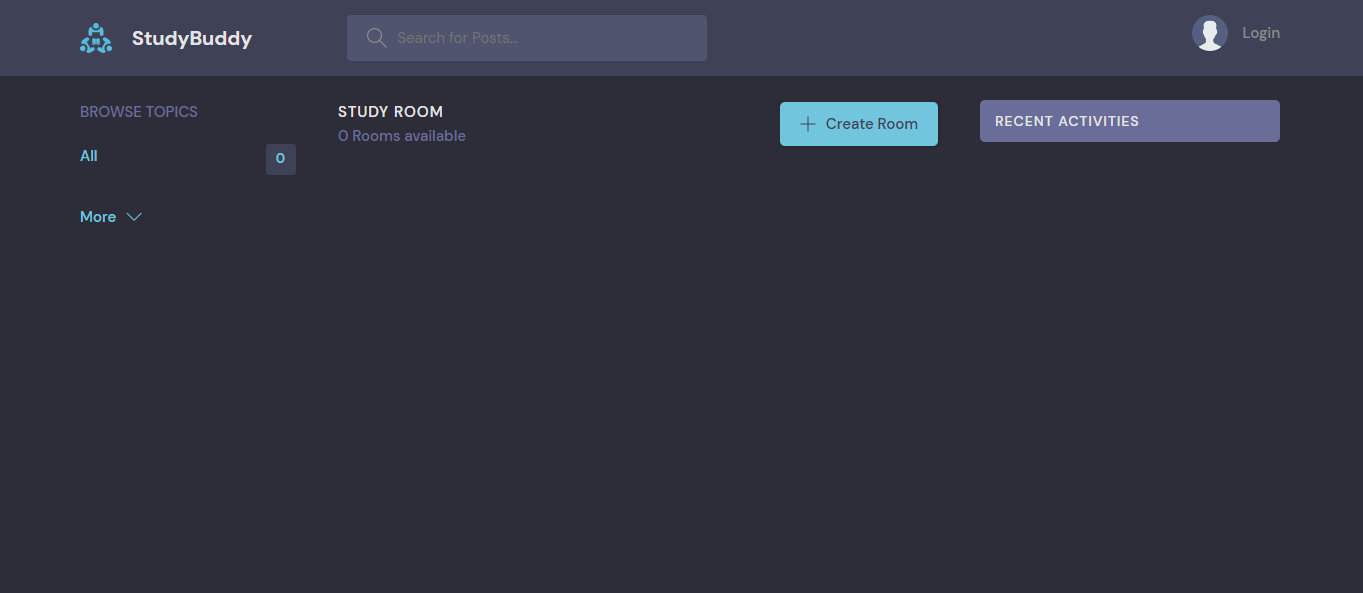 StudyBuddy
Search for Posts...
Login
BROWSE TOPICS
All
0
More
STUDY ROOM
0 Rooms available
Create Room
RECENT ACTIVITIES